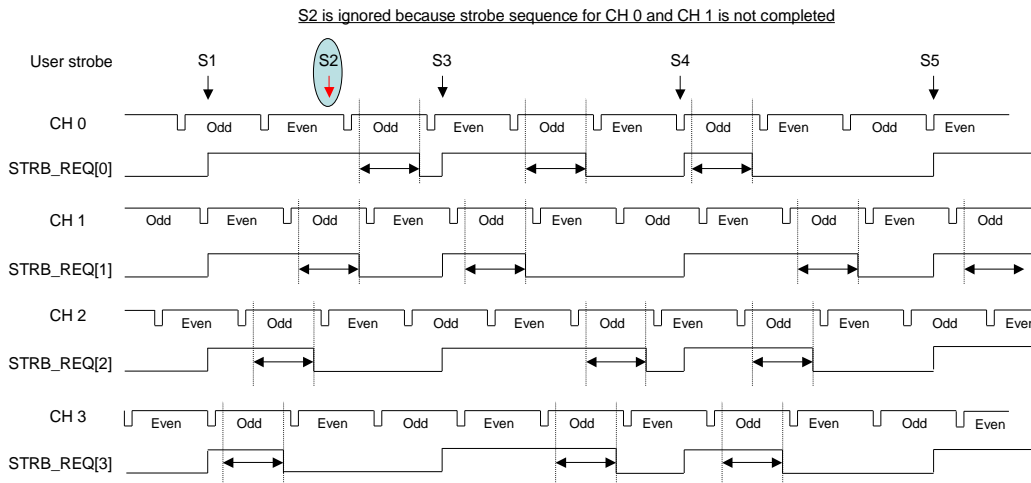 S2 is ignored because strobe sequence for CH 0 and CH 1 is not completed
User strobe S1 S2 S3 S4 S5
CH 0 Odd Even Odd Even Odd Even Odd Even Odd Even
STRB_REQ[0]
CH 1 Odd Even Odd Even Odd Even Odd Even Odd Even Odd
STRB_REQ[1]
CH 2 Even Odd Even Odd Even Odd Even Odd Even Odd Even
STRB_REQ[2]
CH 3 Even Odd Even Odd Even Odd Even Odd Even Odd Even
STRB_REQ[3]